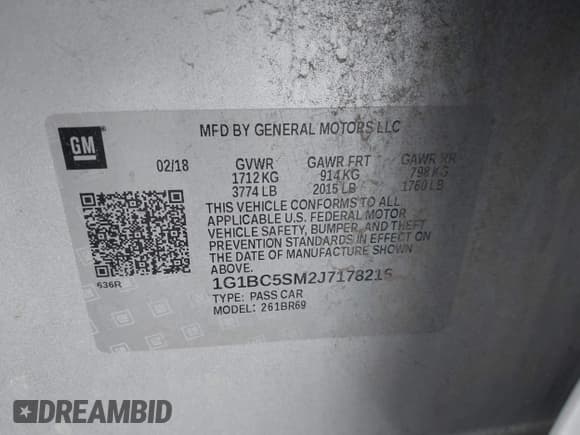 MFD BY GENERAL MOTORS LLC
GM
02/18 GVWR GAWR FRT GAWR RR
1712 KG 914 KG 798 KG
3774 LB 2015 LB 1760 LB
THIS VEHICLE CONFORMS TO ALL
APPLICABLE U.S. FEDERAL MOTOR
VEHICLE SAFETY, BUMPER, AND THEFT
PREVENTION STANDARDS IN EFFECT ON
THE DATE OF MANUFACTURE SHOWN
ABOVE.
636R
1G1BC5SM2J7178216
TYPE: PASS CAR
MODEL: 261BR69
DREAMBID